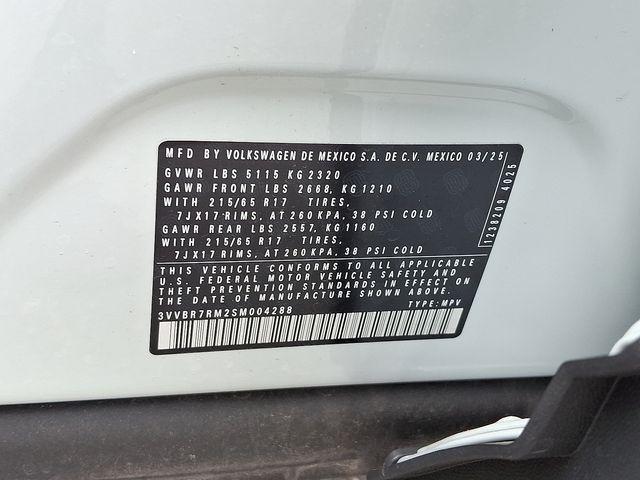 MFD BY VOLKSWAGEN DE MEXICO S.A. DE C.V. MEXICO 03/25
GVWR LBS 5115 KG 2320
GAWR FRONT LBS 2668, KG 1210
WITH 215/65 R17 TIRES,
7JX17 RIMS, AT 260 KPA, 38 PSI COLD
GAWR REAR LBS 2557, KG 1160
WITH 215/65 R17 TIRES,
7JX17 RIMS, AT 260 KPA, 38 PSI COLD
THIS VEHICLE CONFORMS TO ALL APPLICABLE
U.S. FEDERAL MOTOR VEHICLE SAFETY AND
THEFT PREVENTION STANDARDS IN EFFECT ON
THE DATE OF MANUFACTURE SHOWN ABOVE.
3VVBR7RM2SM004288 TYPE: MPV
1238209 4025